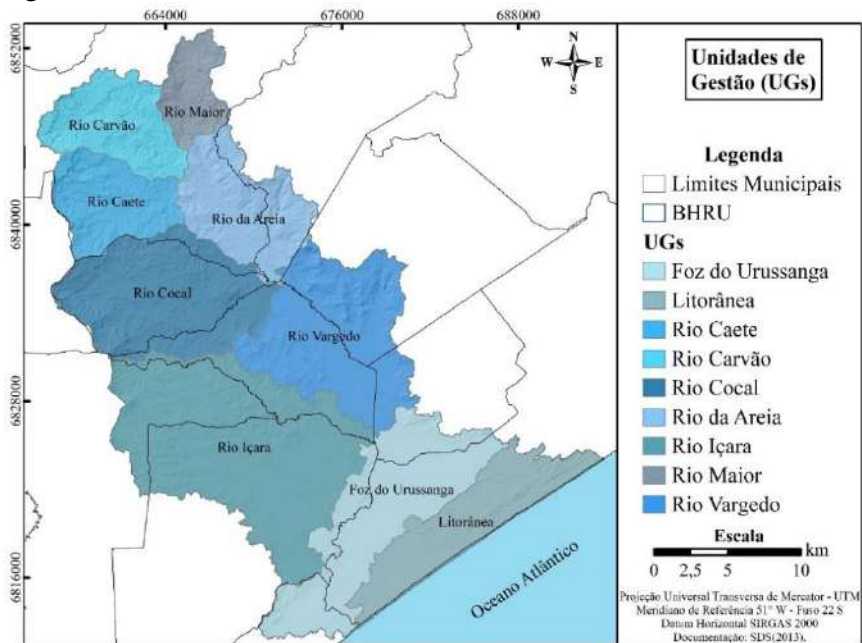 664000
676000
688000
6852000
6840000
6828000
6816000
N
W E
S
Rio Maior
Rio Carvão
Rio Caete
Rio da Areia
Rio Cocal
Rio Vargedo
Rio Içara
Foz do Urussanga
Litorânea
Oceano Atlântico
Unidades de
Gestão (UGs)
Legenda
Limites Municipais
BHRU
UGs
Foz do Urussanga
Litorânea
Rio Caete
Rio Carvão
Rio Cocal
Rio da Areia
Rio Içara
Rio Maior
Rio Vargedo
Escala
km
0 2,5 5 10
Projeção Universal Transversa de Mercator - UTM
Meridiano de Referência 51° W - Fuso 22 S
Datum Horizontal SIRGAS 2000
Documentação: SDS(2013).